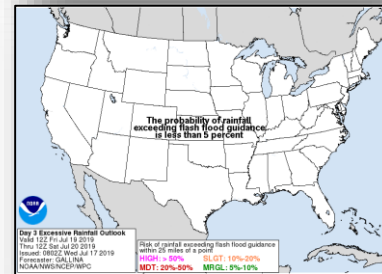 The probability of rainfall
exceeding flash flood guidance
is less than 5 percent
noaa
Day 3 Excessive Rainfall Outlook
Valid 12Z Fri Jul 19 2019
Thru 12Z Sat Jul 20 2019
Issued: 0802Z Wed Jul 17 2019
Forecaster: GALLINA
NOAA/NWS/NCEP/WPC
Risk of rainfall exceeding flash flood guidance
within 25 miles of a point
HIGH: > 50% SLGT: 10%-20%
MDT: 20%-50% MRGL: 5%-10%